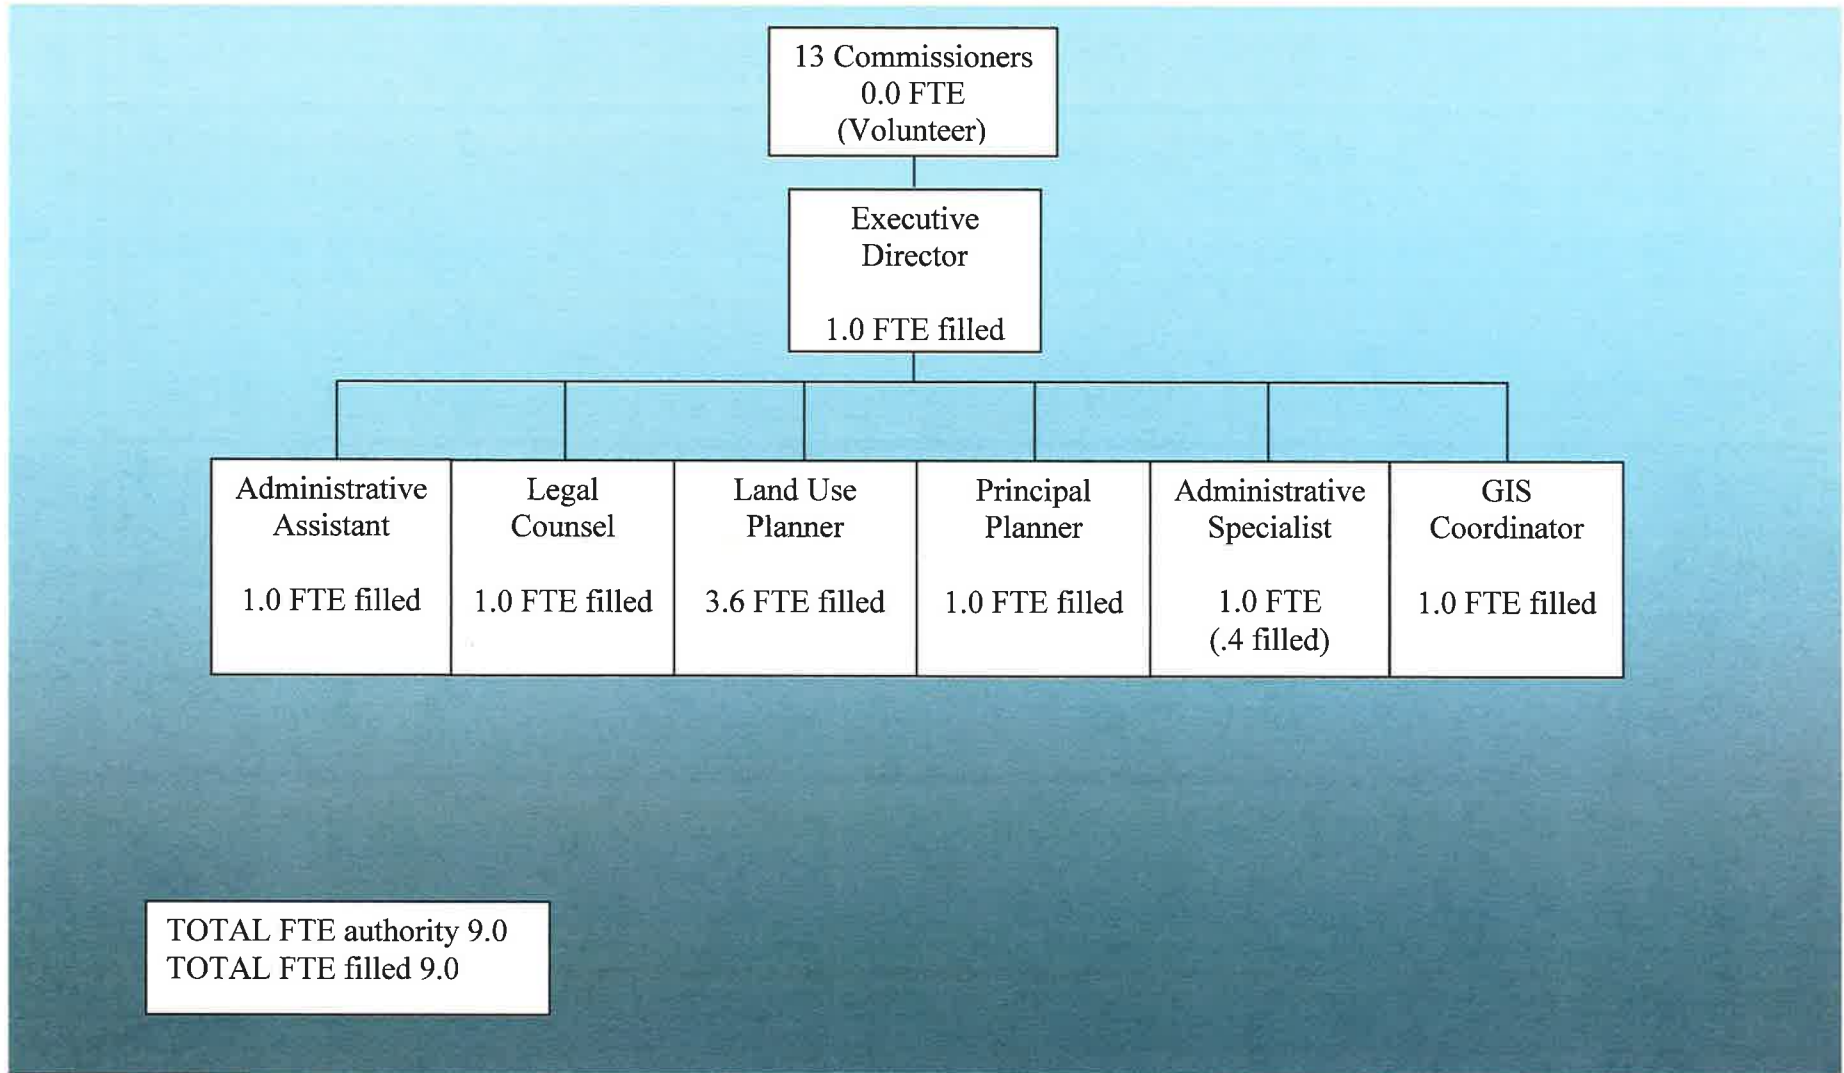 13 Commissioners
0.0 FTE
(Volunteer)
Executive
Director
1.0 FTE filled
Administrative
Assistant
1.0 FTE filled
Legal
Counsel
1.0 FTE filled
Land Use
Planner
3.6 FTE filled
Principal
Planner
1.0 FTE filled
Administrative
Specialist
1.0 FTE
(.4 filled)
GIS
Coordinator
1.0 FTE filled
TOTAL FTE authority 9.0
TOTAL FTE filled 9.0